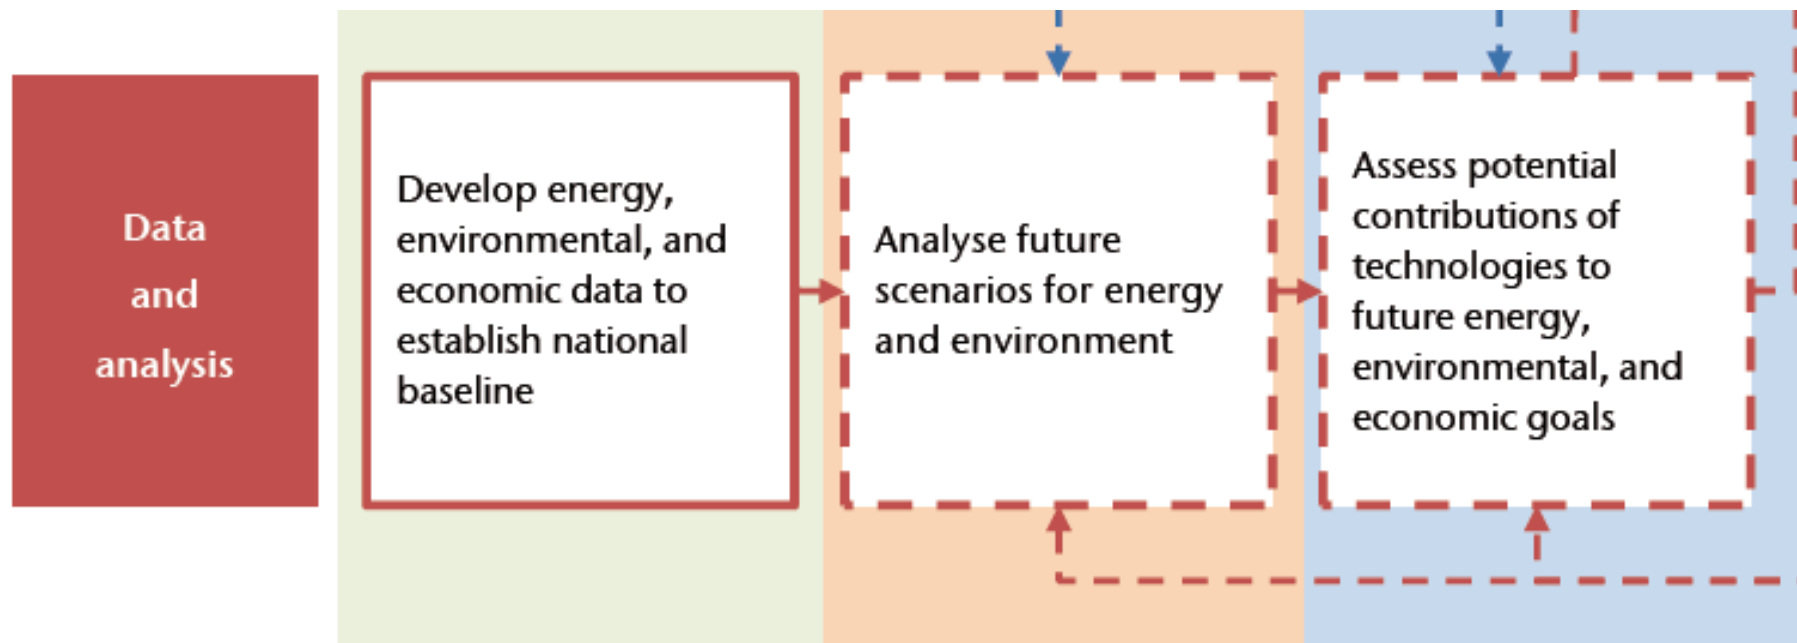 Data
and
analysis
Develop energy,
environmental, and
economic data to
establish national
baseline
Analyse future
scenarios for energy
and environment
Assess potential
contributions of
technologies to
future energy,
environmental, and
economic goals